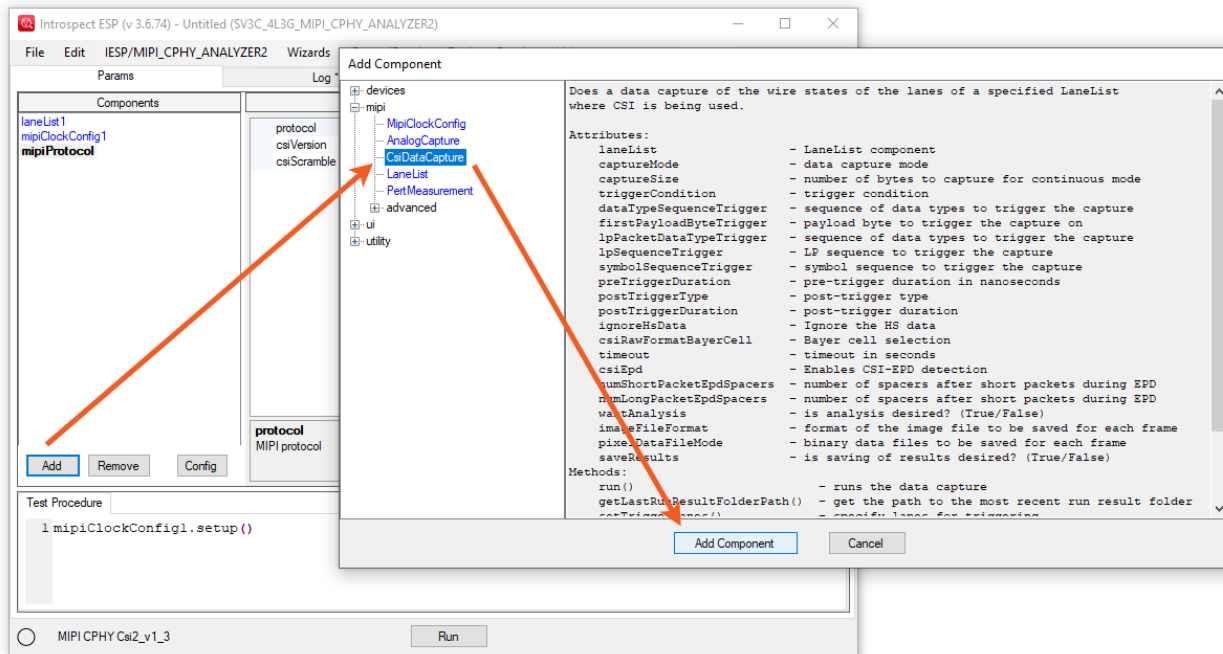 Introspect ESP (v 3.6.74) - Untitled (SV3C_4L3G_MIPI_CPHY_ANALYZER2)
File Edit IESP/MIPI_CPHY_ANALYZER2 Wizards
Params Log
Components
laneList1
mipiClockConfig1
mipiProtocol
protocol
csiVersion
csiScramble
protocol
MIPI protocol
Add Remove Config
Test Procedure
1 mipiClockConfig1.setup()
MIPI CPHY Csi2_v1_3
Run
Add Component
devices
mipi
MipiClockConfig
AnalogCapture
CsiDataCapture
LaneList
PertMeasurement
advanced
ui
utility
Does a data capture of the wire states of the lanes of a specified LaneList
where CSI is being used.
Attributes:
laneList - LaneList component
captureMode - data capture mode
captureSize - number of bytes to capture for continuous mode
triggerCondition - trigger condition
dataTypeSequenceTrigger - sequence of data types to trigger the capture
firstPayloadByteTrigger - payload byte to trigger the capture on
lpPacketDataTypeTrigger - sequence of data types to trigger the capture
lpSequenceTrigger - LP sequence to trigger the capture
symbolSequenceTrigger - symbol sequence to trigger the capture
preTriggerDuration - pre-trigger duration in nanoseconds
postTriggerType - post-trigger type
postTriggerDuration - post-trigger duration
ignoreHsData - Ignore the HS data
csiRawFormatBayerCell - Bayer cell selection
timeout - timeout in seconds
csiEpd - Enables CSI-EPD detection
numShortPacketEpdSpacers - number of spacers after short packets during EPD
numLongPacketEpdSpacers - number of spacers after short packets during EPD
wantAnalysis - is analysis desired? (True/False)
imageFileFormat - format of the image file to be saved for each frame
pixelDataFileMode - binary data files to be saved for each frame
saveResults - is saving of results desired? (True/False)
Methods:
run() - runs the data capture
getLastRunResultFolderPath() - get the path to the most recent run result folder
- specify lanes for triggering
Add Component Cancel